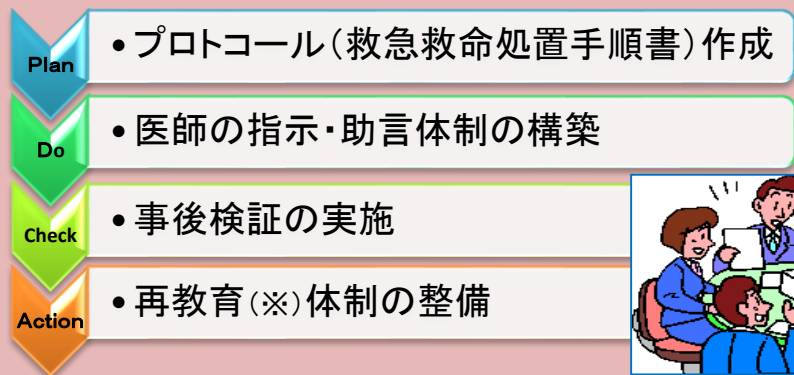 Plan
•プロトコール(救急救命処置手順書)作成
Do
•医師の指示・助言体制の構築
Check
•事後検証の実施
Action
•再教育(※)体制の整備